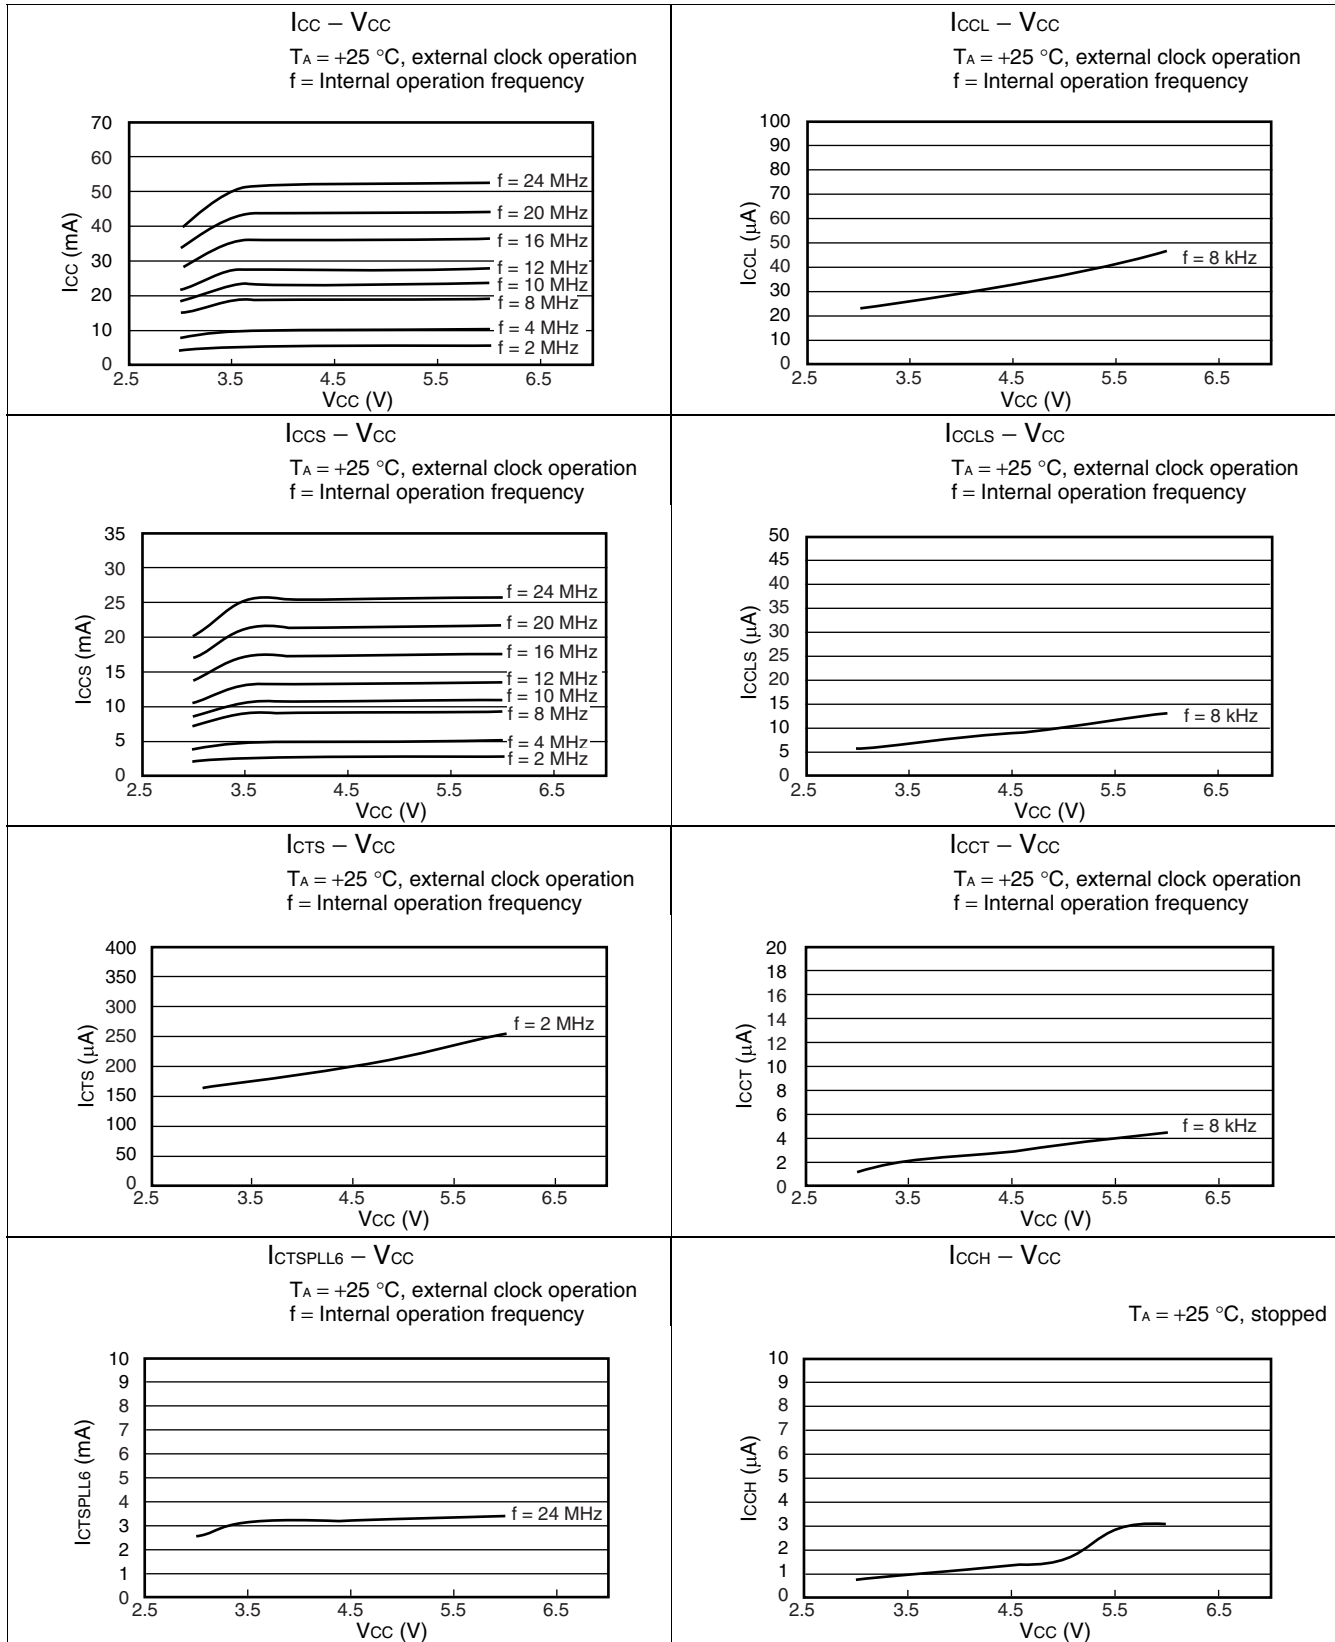 ICC – VCC
TA = +25 °C, external clock operation
f = Internal operation frequency
70
60
50
40
30
20
10
0
ICC (mA)
f = 24 MHz
f = 20 MHz
f = 16 MHz
f = 12 MHz
f = 10 MHz
f = 8 MHz
f = 4 MHz
f = 2 MHz
2.5 3.5 4.5 5.5 6.5
VCC (V)
ICCL – VCC
TA = +25 °C, external clock operation
f = Internal operation frequency
100
90
80
70
60
50
40
30
20
10
0
ICCL (µA)
f = 8 kHz
2.5 3.5 4.5 5.5 6.5
VCC (V)
ICCS – VCC
TA = +25 °C, external clock operation
f = Internal operation frequency
35
30
25
20
15
10
5
0
ICCS (mA)
f = 24 MHz
f = 20 MHz
f = 16 MHz
f = 12 MHz
f = 10 MHz
f = 8 MHz
f = 4 MHz
f = 2 MHz
2.5 3.5 4.5 5.5 6.5
VCC (V)
ICCLS – VCC
TA = +25 °C, external clock operation
f = Internal operation frequency
50
45
40
35
30
25
20
15
10
5
0
ICCLS (µA)
f = 8 kHz
2.5 3.5 4.5 5.5 6.5
VCC (V)
ICTS – VCC
TA = +25 °C, external clock operation
f = Internal operation frequency
400
350
300
250
200
150
100
50
0
ICTS (µA)
f = 2 MHz
2.5 3.5 4.5 5.5 6.5
VCC (V)
ICCT – VCC
TA = +25 °C, external clock operation
f = Internal operation frequency
20
18
16
14
12
10
8
6
4
2
0
ICCT (µA)
f = 8 kHz
2.5 3.5 4.5 5.5 6.5
VCC (V)
ICTSPLL6 – VCC
TA = +25 °C, external clock operation
f = Internal operation frequency
10
9
8
7
6
5
4
3
2
1
0
ICTSPLL6 (mA)
f = 24 MHz
2.5 3.5 4.5 5.5 6.5
VCC (V)
ICCH – VCC
TA = +25 °C, stopped
10
9
8
7
6
5
4
3
2
1
0
ICCH (µA)
2.5 3.5 4.5 5.5 6.5
VCC (V)